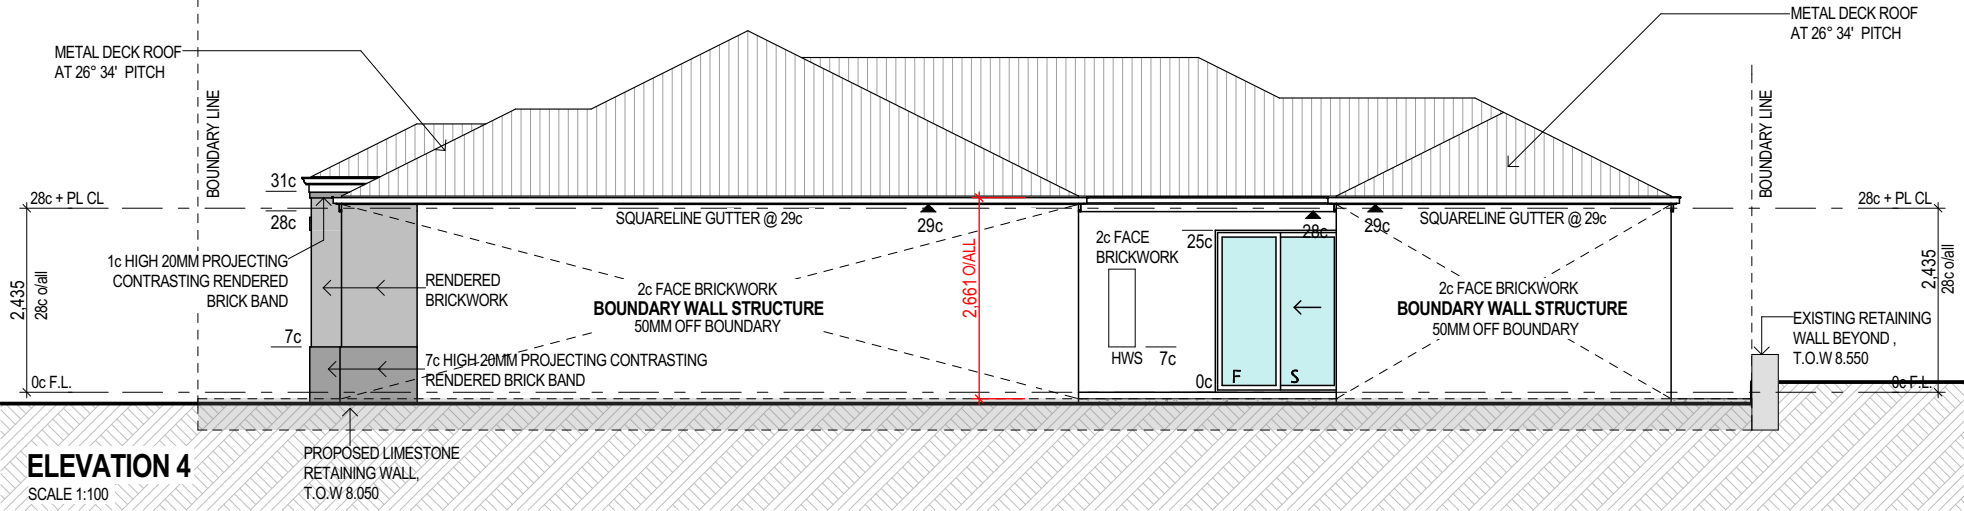 METAL DECK ROOF
AT 26° 34' PITCH
METAL DECK ROOF
AT 26° 34' PITCH
BOUNDARY LINE
BOUNDARY LINE
31c
28c + PL CL
28c + PL CL
28c
SQUARELINE GUTTER @ 29c
29c
28c
29c
SQUARELINE GUTTER @ 29c
2c FACE
BRICKWORK
25c
1c HIGH 20MM PROJECTING
CONTRASTING RENDERED
BRICK BAND
RENDERED
BRICKWORK
2,435
28c o/all
2c FACE BRICKWORK
BOUNDARY WALL STRUCTURE
50MM OFF BOUNDARY
2,661 O/ALL
2c FACE BRICKWORK
BOUNDARY WALL STRUCTURE
50MM OFF BOUNDARY
2,435
28c o/all
EXISTING RETAINING
WALL BEYOND ,
T.O.W 8.550
7c
HWS
7c
7c HIGH 20MM PROJECTING CONTRASTING
RENDERED BRICK BAND
0c F.L.
0c
F
S
0c F.L.
ELEVATION 4
SCALE 1:100
PROPOSED LIMESTONE
RETAINING WALL,
T.O.W 8.050